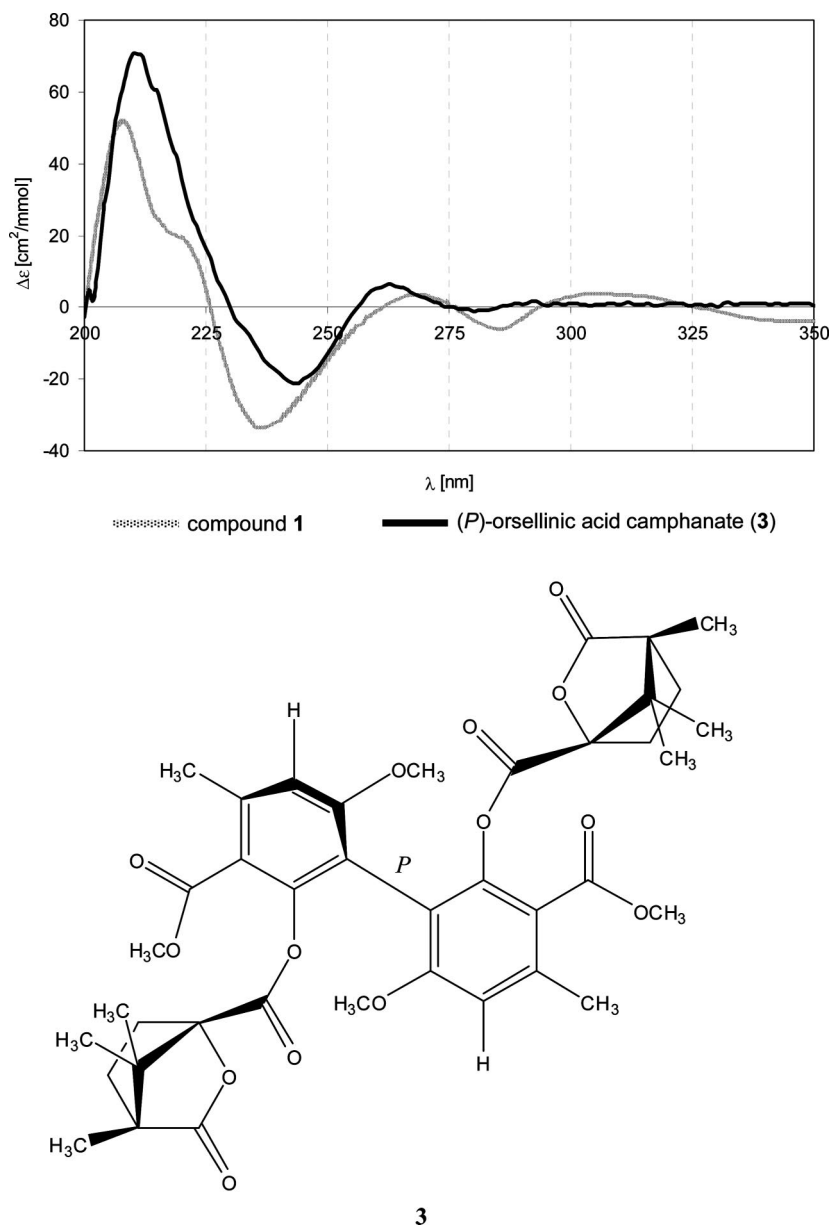 80
60
40
20
0
-20
-40
Δε [cm²/mmol]
200 225 250 275 300 325 350
λ [nm]
compound 1 (P)-orsellinic acid camphanate (3)
O
CH₃
O
O
CH₃
CH₃
H
H₃C
OCH₃
O
O
O
P
O
OCH₃
H₃CO
O
H₃CO
CH₃
H
H₃C
H₃C
O
O
H₃C
O
3